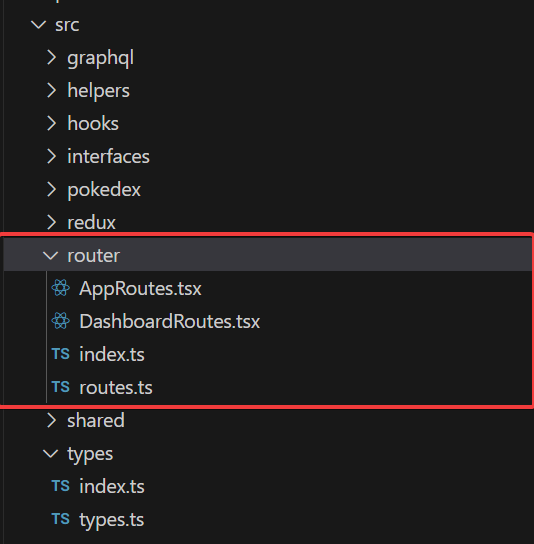 src
graphql
helpers
hooks
interfaces
pokedex
redux
router
AppRoutes.tsx
DashboardRoutes.tsx
TS index.ts
TS routes.ts
shared
types
TS index.ts
TS types.ts